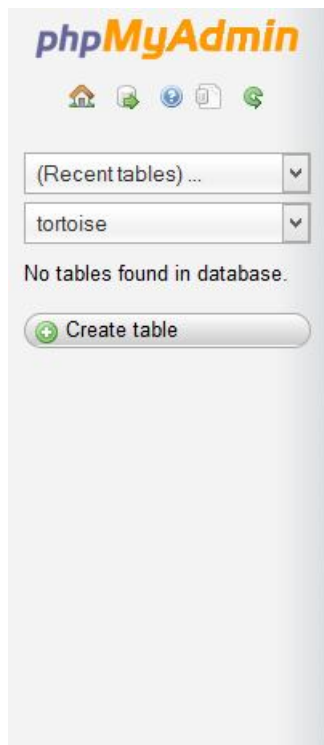 phpMyAdmin
(Recent tables) ...
tortoise
No tables found in database.
Create table